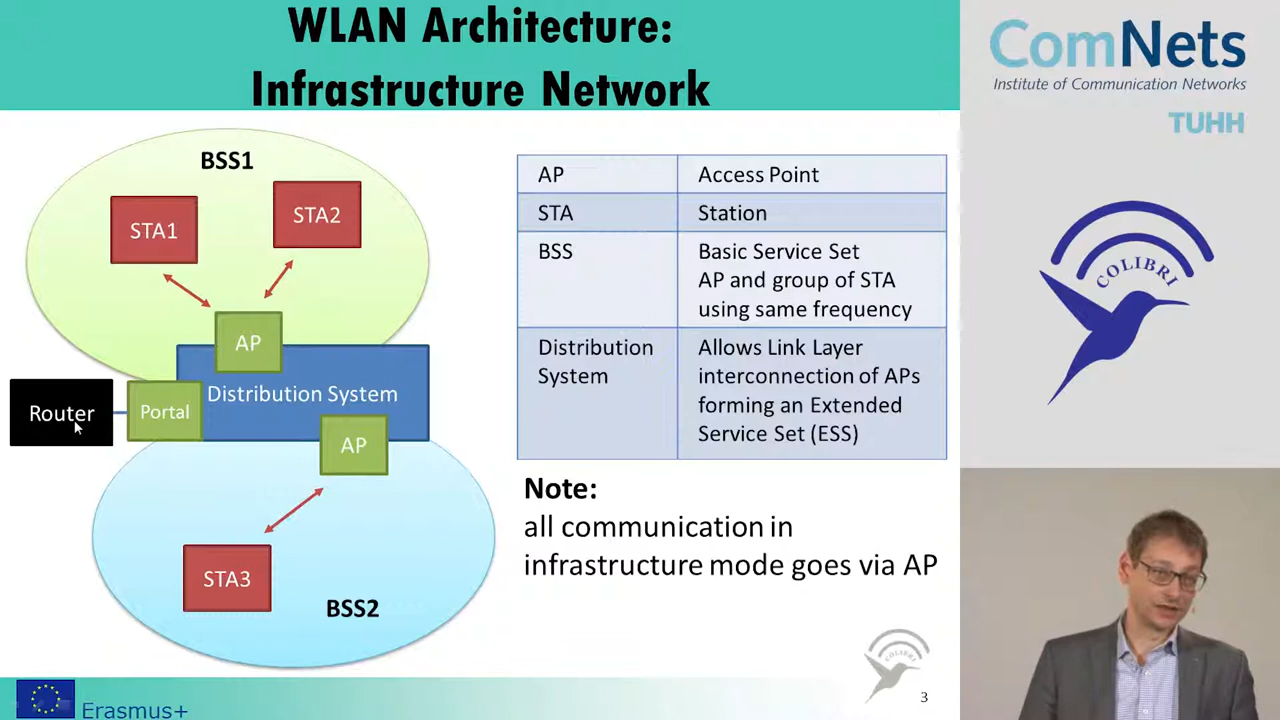 WLAN Architecture:
Infrastructure Network
BSS1
STA1
STA2
AP
Distribution System
Router
Portal
AP
STA3
BSS2
AP Access Point
STA Station
BSS Basic Service Set
AP and group of STA
using same frequency
Distribution Allows Link Layer
System interconnection of APs
forming an Extended
Service Set (ESS)
Note:
all communication in
infrastructure mode goes via AP
COLIBRI
3
Erasmus+
ComNets
Institute of Communication Networks
TUHH
COLIBRI